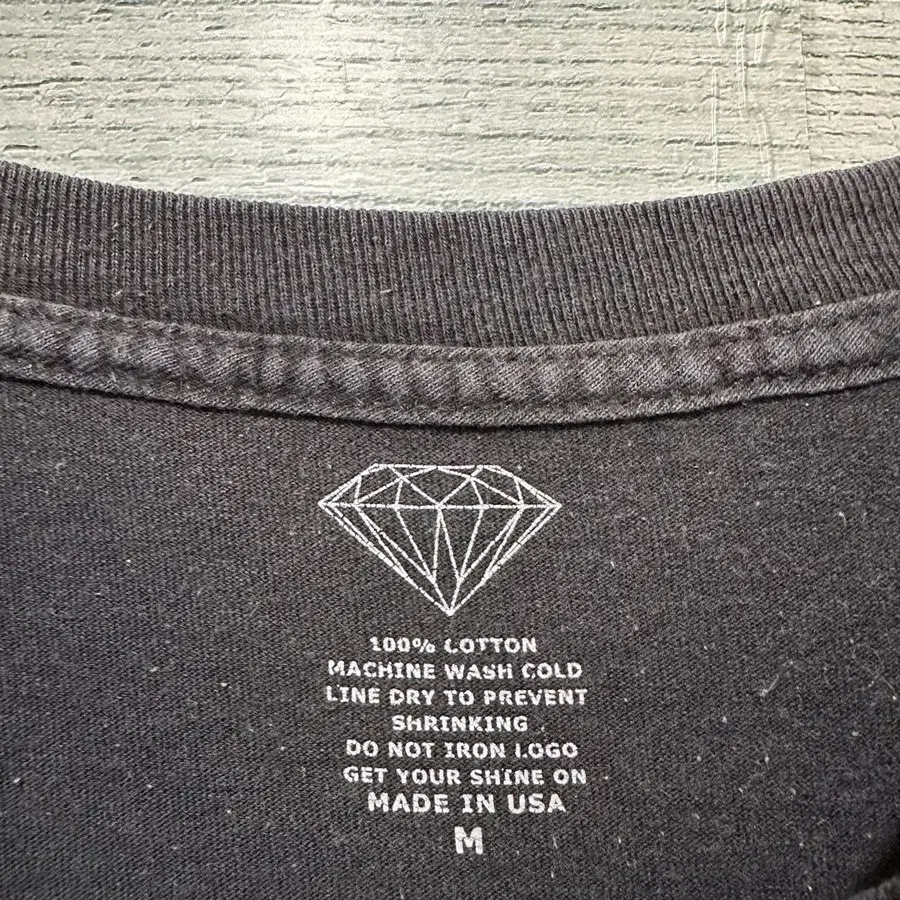 100% COTTON
MACHINE WASH COLD
LINE DRY TO PREVENT
SHRINKING
DO NOT IRON LOGO
GET YOUR SHINE ON
MADE IN USA
M